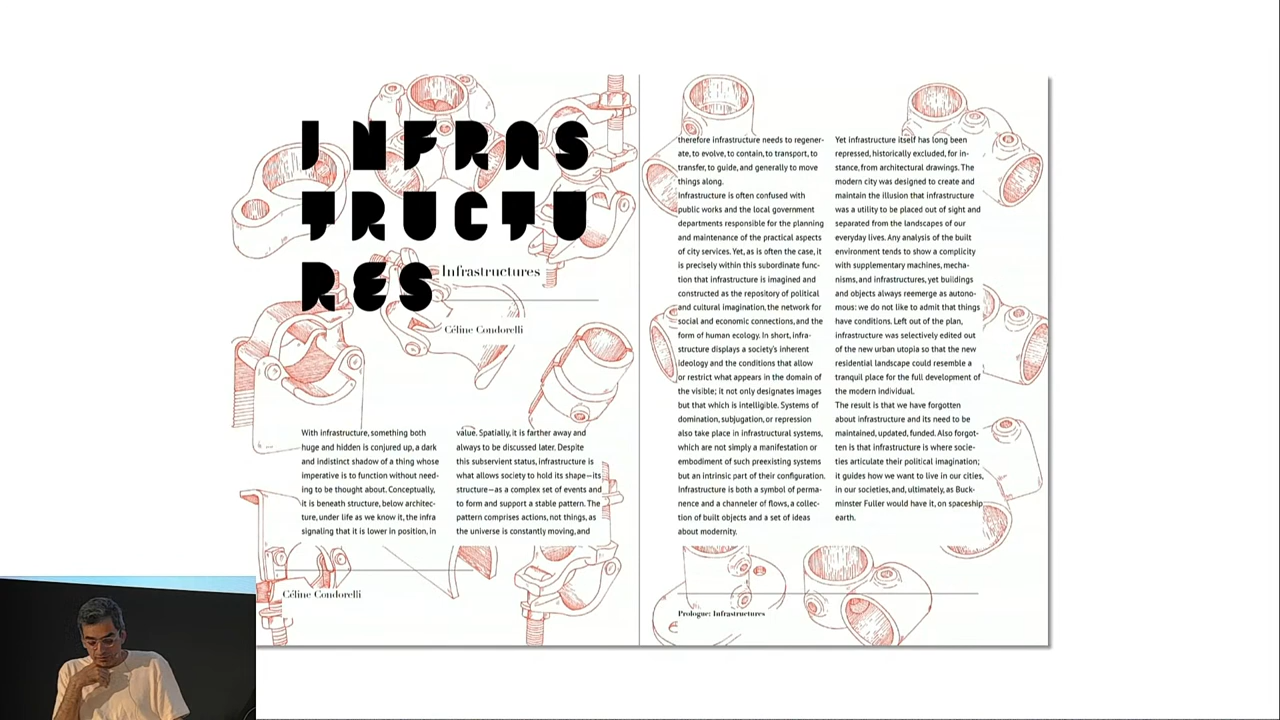 INFRAS
TRUCTU
RES
Infrastructures
Céline Condorelli
With infrastructure, something both
huge and hidden is conjured up, a dark
and indistinct shadow of a thing whose
imperative is to function without need-
ing to be thought about. Conceptually,
it is beneath structure, below architec-
ture, under life as we know it, the infra
signaling that it is lower in position, in
value. Spatially, it is farther away and
always to be discussed later. Despite
this subservient status, infrastructure is
what allows society to hold its shape—its
structure—as a complex set of events and
to form and support a stable pattern. The
pattern comprises actions, not things, as
the universe is constantly moving, and
Céline Condorelli
therefore infrastructure needs to regener-
ate, to evolve, to contain, to transport, to
transfer, to guide, and generally to move
things along.
Infrastructure is often confused with
public works and the local government
departments responsible for the planning
and maintenance of the practical aspects
of city services. Yet, as is often the case, it
is precisely within this subordinate func-
tion that infrastructure is imagined and
constructed as the repository of political
and cultural imagination, the network for
social and economic connections, and the
form of human ecology. In short, infra-
structure displays a society's inherent
ideology and the conditions that allow
or restrict what appears in the domain of
the visible; it not only designates images
but that which is intelligible. Systems of
domination, subjugation, or repression
also take place in infrastructural systems,
which are not simply a manifestation or
embodiment of such preexisting systems
but an intrinsic part of their configuration.
Infrastructure is both a symbol of perma-
nence and a channeler of flows, a collec-
tion of built objects and a set of ideas
about modernity.
Yet infrastructure itself has long been
repressed, historically excluded, for in-
stance, from architectural drawings. The
modern city was designed to create and
maintain the illusion that infrastructure
was a utility to be placed out of sight and
separated from the landscapes of our
everyday lives. Any analysis of the built
environment tends to show a complicity
with supplementary machines, mecha-
nisms, and infrastructures, yet buildings
and objects always reemerge as autono-
mous: we do not like to admit that things
have conditions. Left out of the plan,
infrastructure was selectively edited out
of the new urban utopia so that the new
residential landscape could resemble a
tranquil place for the full development of
the modern individual.
The result is that we have forgotten
about infrastructure and its need to be
maintained, updated, funded. Also forgot-
ten is that infrastructure is where socie-
ties articulate their political imagination;
it guides how we want to live in our cities,
in our societies, and, ultimately, as Buck-
minster Fuller would have it, on spaceship
earth.
Prologue: Infrastructures